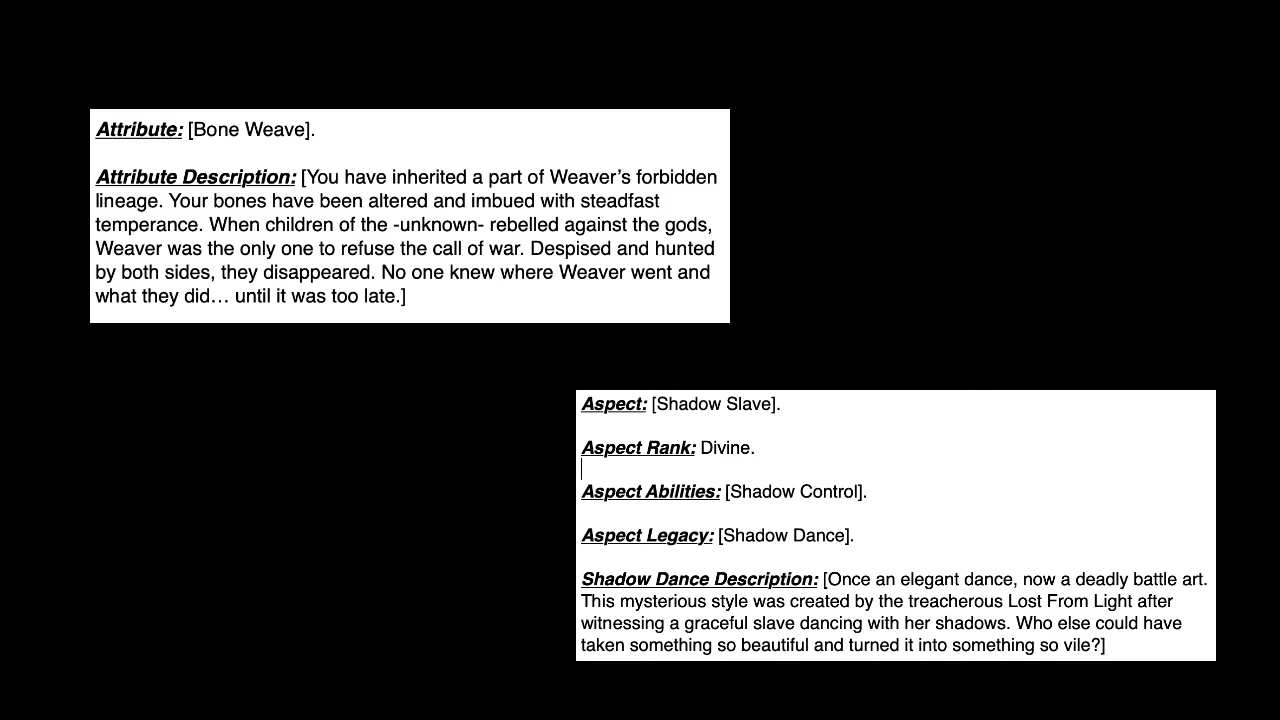 Attribute: [Bone Weave].
Attribute Description: [You have inherited a part of Weaver’s forbidden
lineage. Your bones have been altered and imbued with steadfast
temperance. When children of the -unknown- rebelled against the gods,
Weaver was the only one to refuse the call of war. Despised and hunted
by both sides, they disappeared. No one knew where Weaver went and
what they did… until it was too late.]
Aspect: [Shadow Slave].
Aspect Rank: Divine.
Aspect Abilities: [Shadow Control].
Aspect Legacy: [Shadow Dance].
Shadow Dance Description: [Once an elegant dance, now a deadly battle art.
This mysterious style was created by the treacherous Lost From Light after
witnessing a graceful slave dancing with her shadows. Who else could have
taken something so beautiful and turned it into something so vile?]